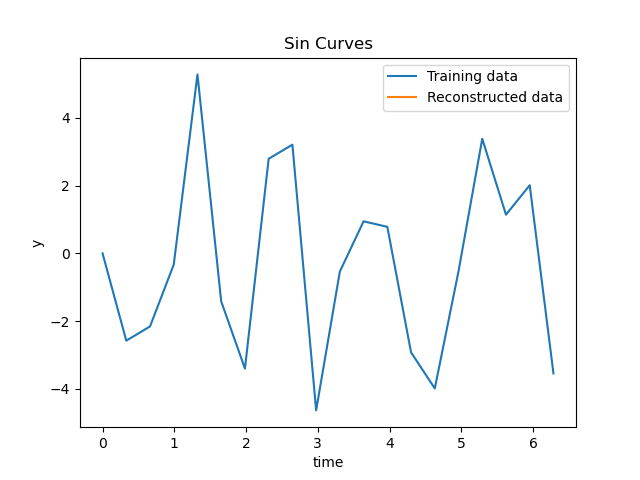 Sin Curves
Training data
Reconstructed data
4
2
0
−2
−4
y
0 1 2 3 4 5 6
time